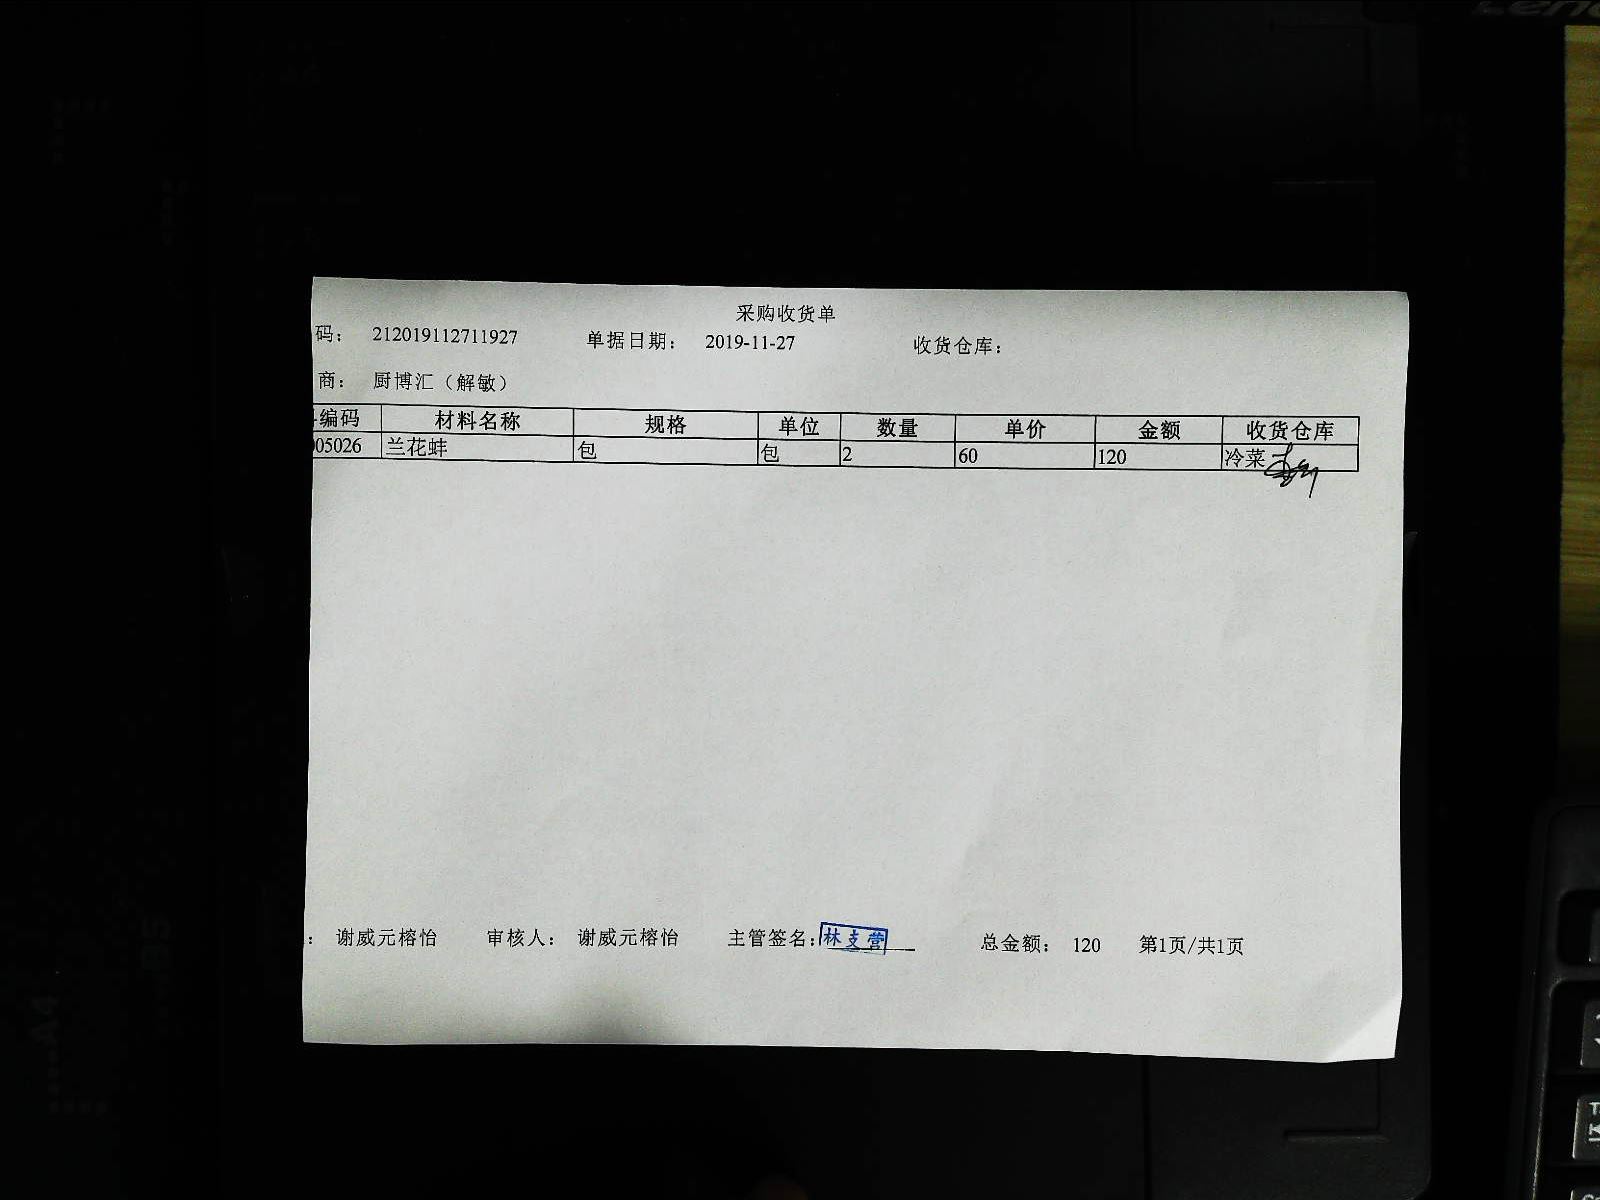 采购收货单
码： 212019112711927 单据日期： 2019-11-27 收货仓库：
商： 厨博汇（解敏）
编码 材料名称 规格 单位 数量 单价 金额 收货仓库
005026 兰花蚌 包 包 2 60 120 冷菜
： 谢威元榕怡 审核人： 谢威元榕怡 主管签名： 林支营 总金额： 120 第1页/共1页